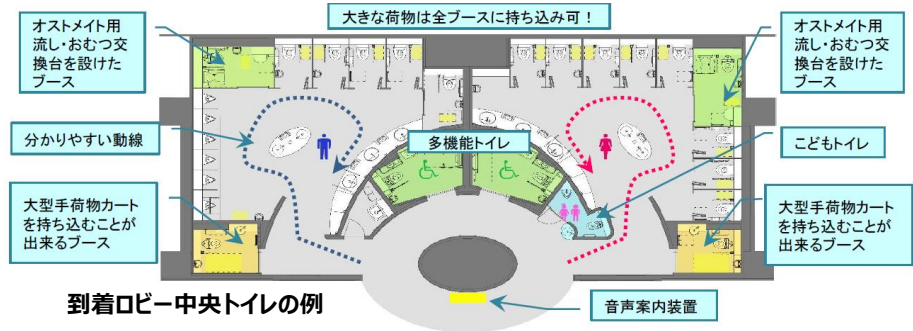 大きな荷物は全ブースに持ち込み可！
オストメイト用
流し・おむつ交
換台を設けた
ブース
オストメイト用
流し・おむつ交
換台を設けた
ブース
分かりやすい動線
多機能トイレ
こどもトイレ
大型手荷物カート
を持ち込むことが
出来るブース
大型手荷物カート
を持ち込むことが
出来るブース
到着ロビー中央トイレの例
音声案内装置